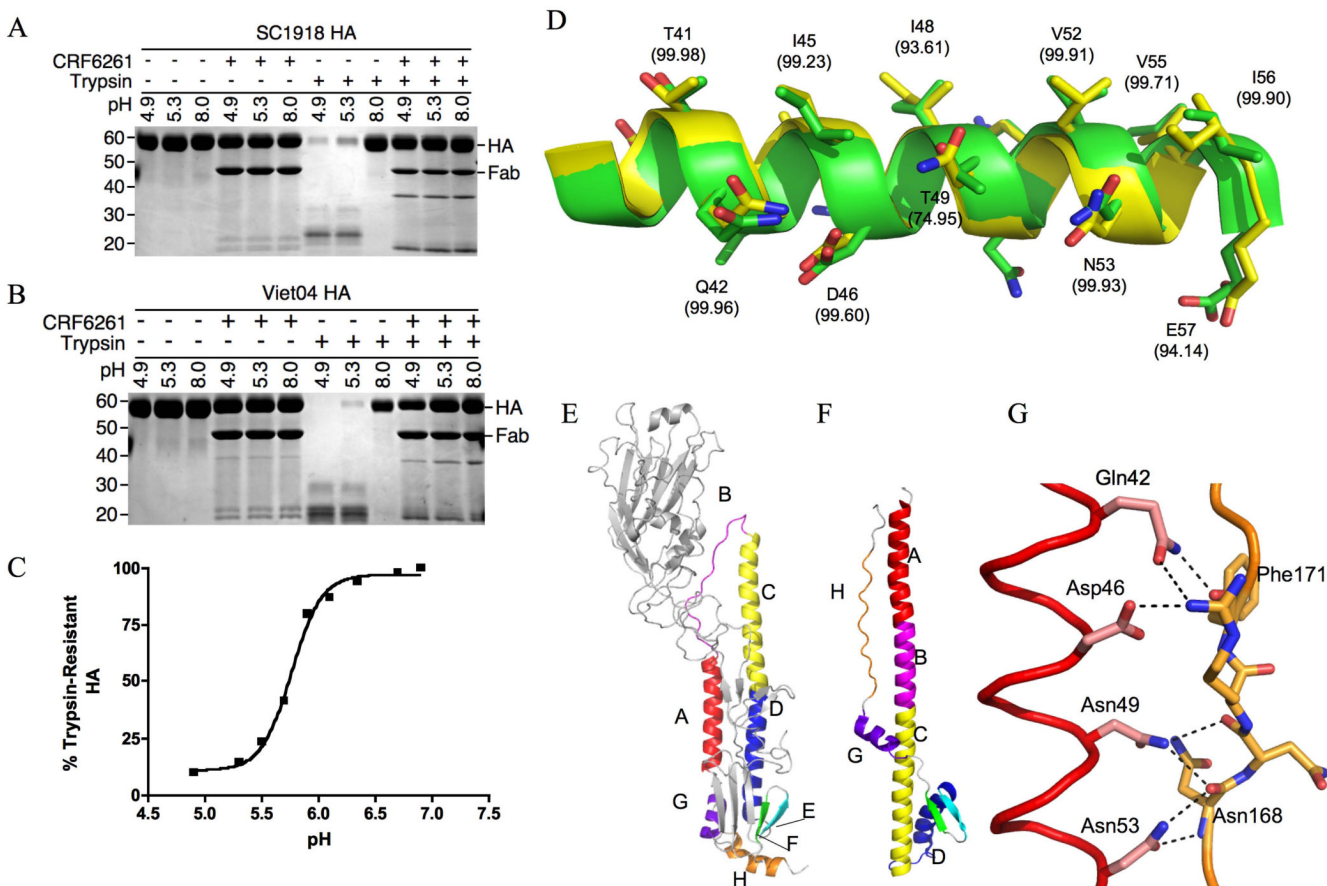 A
SC1918 HA
CRF6261 - - - + + + - - - + + +
Trypsin - - - - - - + + + + + +
pH 4.9 5.3 8.0 4.9 5.3 8.0 4.9 5.3 8.0 4.9 5.3 8.0
60
50
40
30
20
HA
Fab
B
Viet04 HA
CRF6261 - - - + + + - - - + + +
Trypsin - - - - - - + + + + + +
pH 4.9 5.3 8.0 4.9 5.3 8.0 4.9 5.3 8.0 4.9 5.3 8.0
60
50
40
30
20
HA
Fab
C
% Trypsin-Resistant
HA
100
75
50
25
0
4.5 5.0 5.5 6.0 6.5 7.0 7.5
pH
D
T41
(99.98)
I45
(99.23)
I48
(93.61)
V52
(99.91)
V55
(99.71)
I56
(99.90)
Q42
(99.96)
D46
(99.60)
T49
(74.95)
N53
(99.93)
E57
(94.14)
E
B
C
A
D
G
E
F
H
F
A
H
B
G
C
D
G
Gln42
Phe171
Asp46
Asn49
Asn168
Asn53